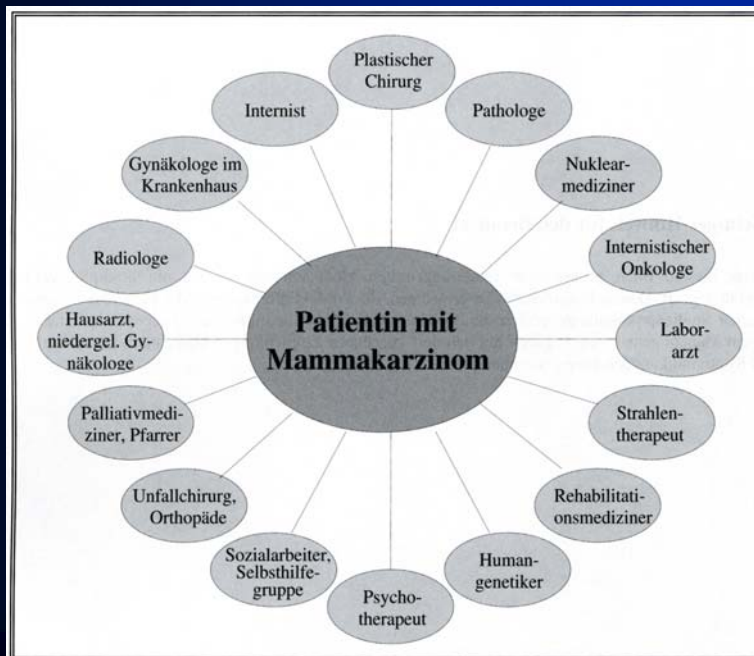 Plastischer
Chirurg
Pathologe
Nuklear-
mediziner
Internistischer
Onkologe
Labor-
arzt
Strahlen-
therapeut
Rehabilitati-
onsmediziner
Human-
genetiker
Psycho-
therapeut
Sozialarbeiter,
Selbsthilfe-
gruppe
Unfallchirurg,
Orthopäde
Palliativmedi-
ziner, Pfarrer
Hausarzt,
niedergel. Gy-
näkologe
Radiologe
Gynäkologe im
Krankenhaus
Internist
Patientin mit
Mammakarzinom